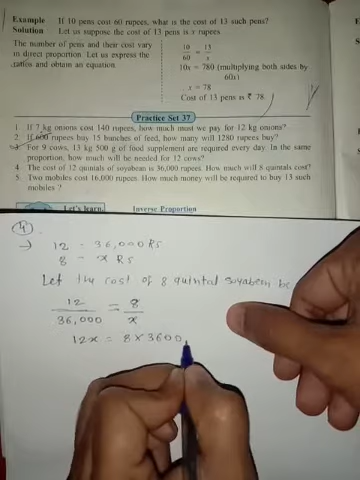 Example If 10 pens cost 60 rupees, what is the cost of 13 such pens?
Solution Let us suppose the cost of 13 pens is x rupees
The number of pens and their cost vary
in direct proportion. Let us express the
ratios and obtain an equation.
10/60 = 13/x
10x = 780 (multiplying both sides by
60x)
∴ x = 78
Cost of 13 pens is ₹ 78.
Practice Set 37
1. If 7 kg onions cost 140 rupees, how much must we pay for 12 kg onions?
2. If 600 rupees buy 15 bunches of feed, how many will 1280 rupees buy?
3. For 9 cows, 13 kg 500 g of food supplement are required every day. In the same
proportion, how much will be needed for 12 cows?
4. The cost of 12 quintals of soyabean is 36,000 rupees. How much will 8 quintals cost?
5. Two mobiles cost 16,000 rupees. How much money will be required to buy 13 such
mobiles ?
Let's learn. Inverse Proportion
4) .
→ 12 - 36,000 Rs
8 - x Rs
Let the cost of 8 quintal soyabean be
12/36,000 = 8/x
12x = 8 × 3600